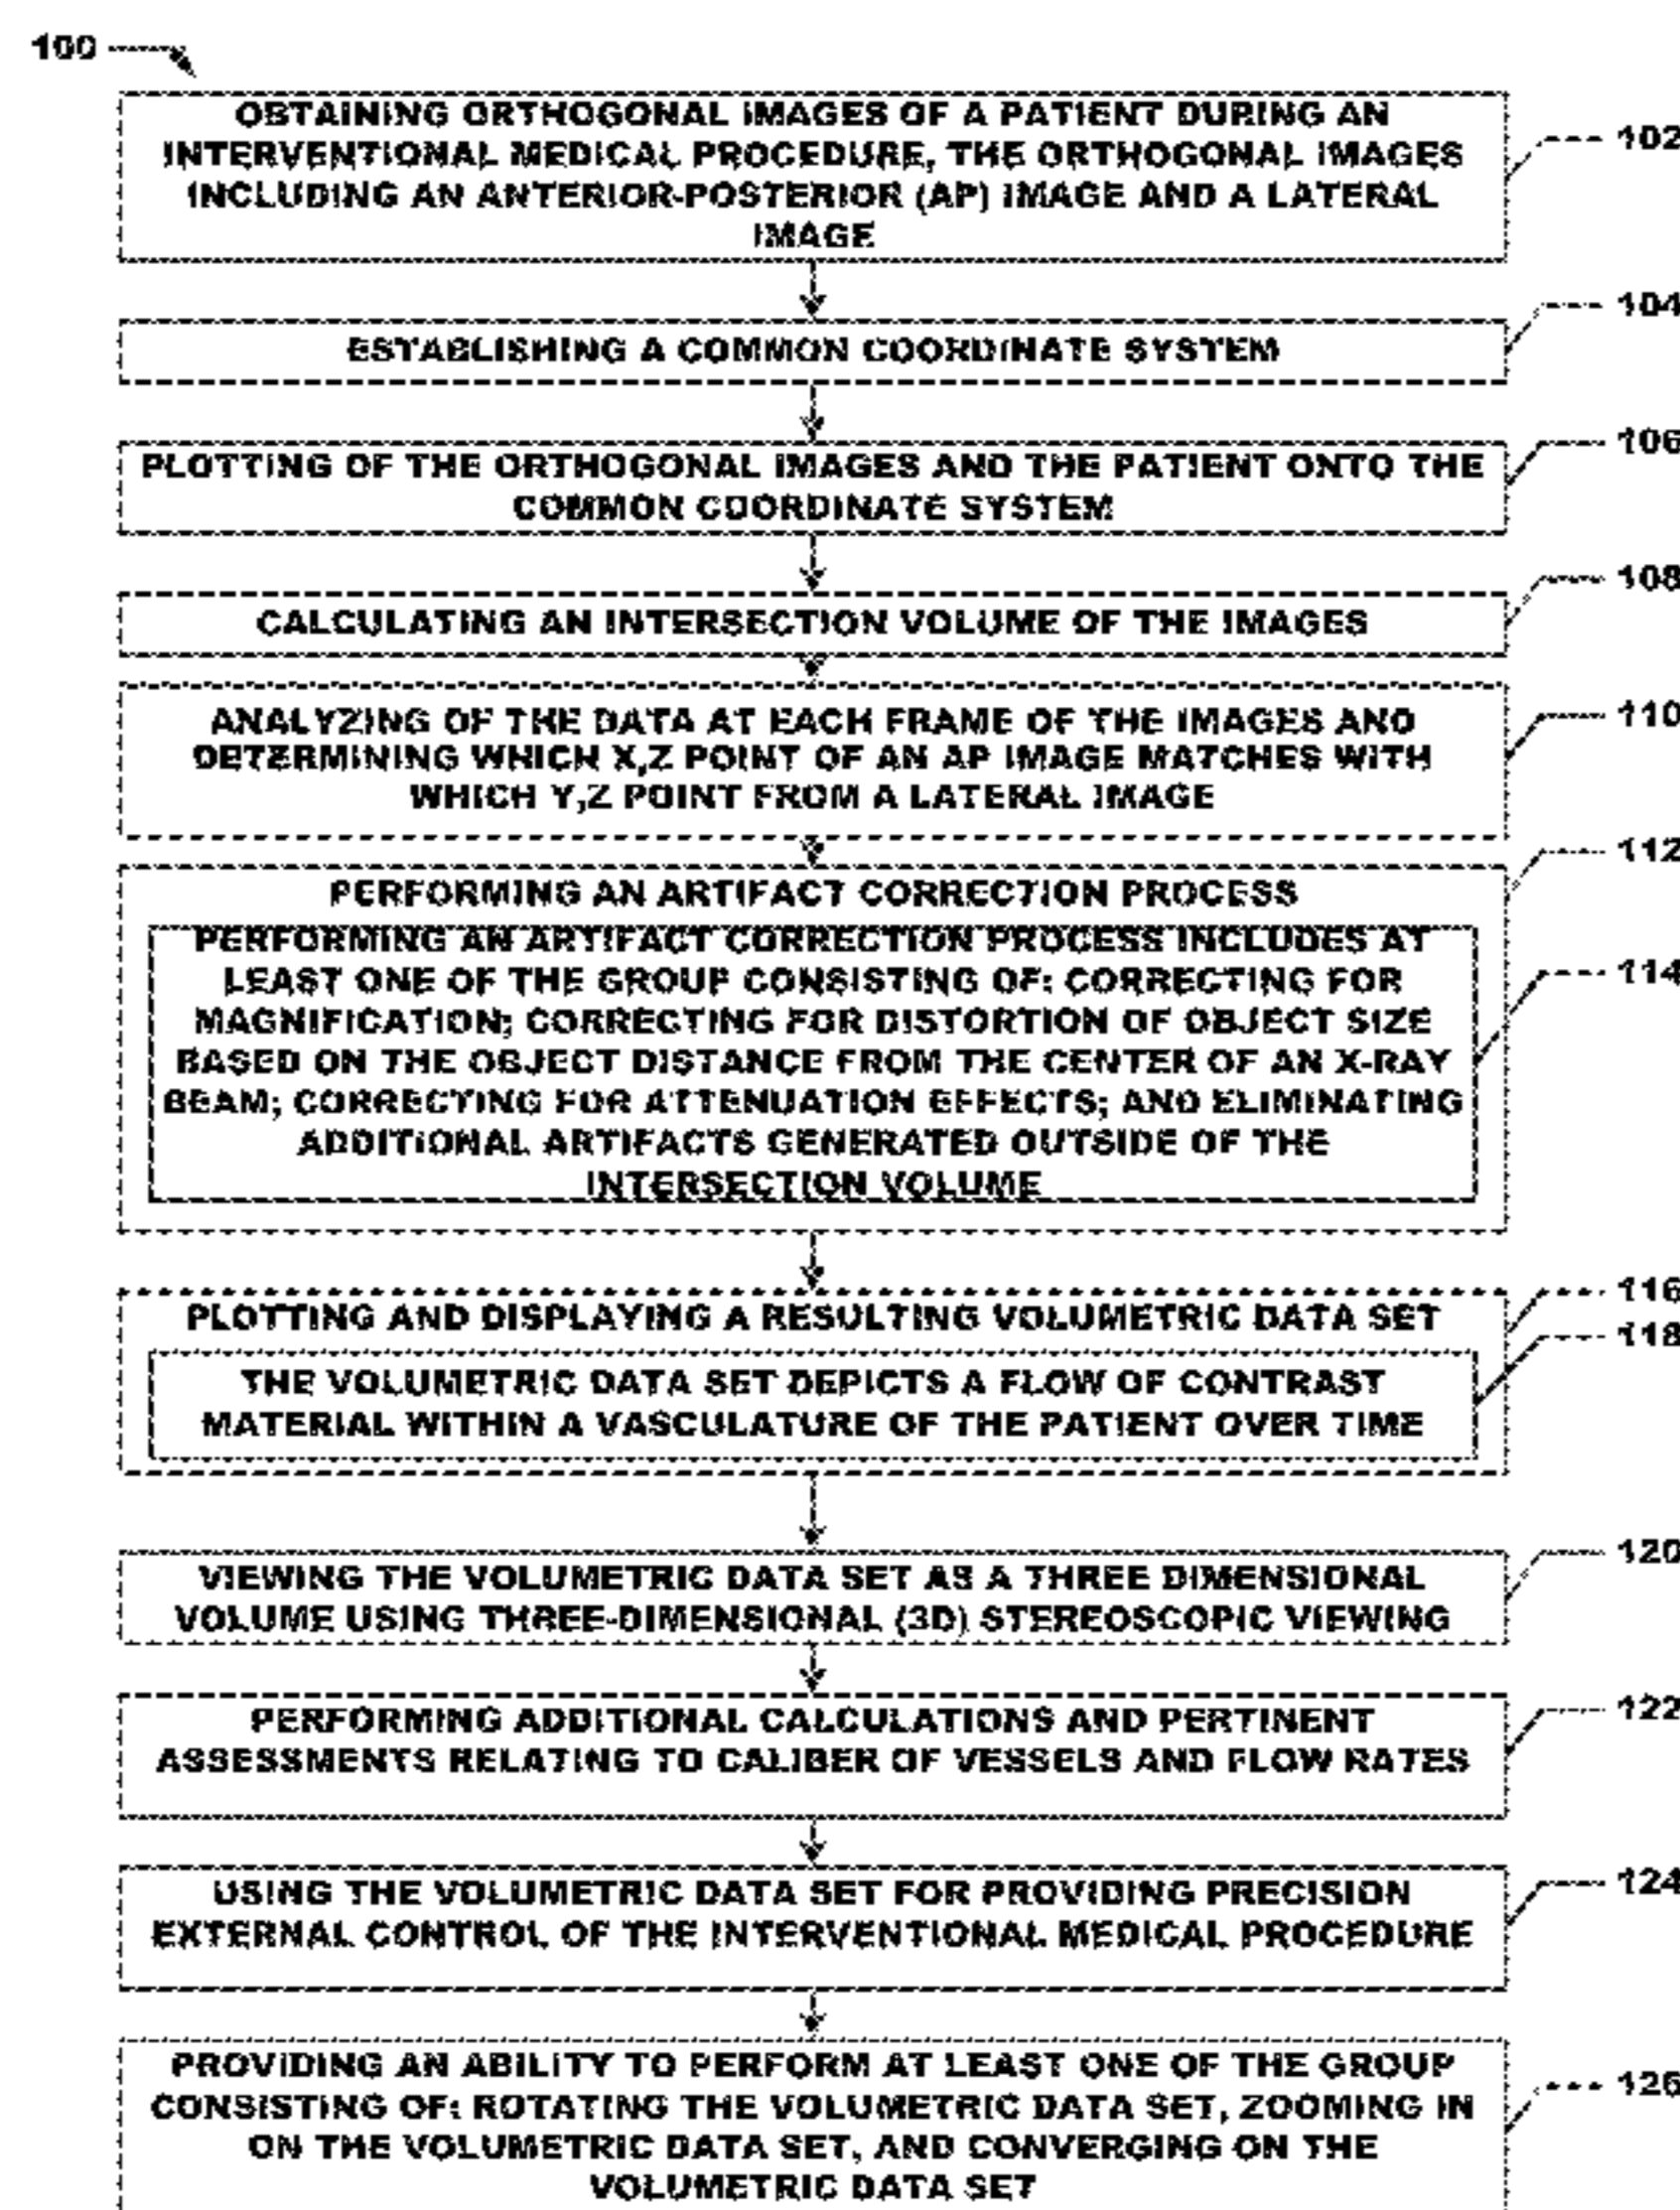 100
OBTAINING ORTHOGONAL IMAGES OF A PATIENT DURING AN
INTERVENTIONAL MEDICAL PROCEDURE, THE ORTHOGONAL IMAGES
INCLUDING AN ANTERIOR-POSTERIOR (AP) IMAGE AND A LATERAL
IMAGE
102
ESTABLISHING A COMMON COORDINATE SYSTEM
104
PLOTTING OF THE ORTHOGONAL IMAGES AND THE PATIENT ONTO THE
COMMON COORDINATE SYSTEM
106
CALCULATING AN INTERSECTION VOLUME OF THE IMAGES
108
ANALYZING OF THE DATA AT EACH FRAME OF THE IMAGES AND
DETERMINING WHICH X,Z POINT OF AN AP IMAGE MATCHES WITH
WHICH Y,Z POINT FROM A LATERAL IMAGE
110
PERFORMING AN ARTIFACT CORRECTION PROCESS
112
PERFORMING AN ARTIFACT CORRECTION PROCESS INCLUDES AT
LEAST ONE OF THE GROUP CONSISTING OF: CORRECTING FOR
MAGNIFICATION; CORRECTING FOR DISTORTION OF OBJECT SIZE
BASED ON THE OBJECT DISTANCE FROM THE CENTER OF AN X-RAY
BEAM; CORRECTING FOR ATTENUATION EFFECTS; AND ELIMINATING
ADDITIONAL ARTIFACTS GENERATED OUTSIDE OF THE
INTERSECTION VOLUME
114
PLOTTING AND DISPLAYING A RESULTING VOLUMETRIC DATA SET
116
THE VOLUMETRIC DATA SET DEPICTS A FLOW OF CONTRAST
MATERIAL WITHIN A VASCULATURE OF THE PATIENT OVER TIME
118
VIEWING THE VOLUMETRIC DATA SET AS A THREE DIMENSIONAL
VOLUME USING THREE-DIMENSIONAL (3D) STEREOSCOPIC VIEWING
120
PERFORMING ADDITIONAL CALCULATIONS AND PERTINENT
ASSESSMENTS RELATING TO CALIBER OF VESSELS AND FLOW RATES
122
USING THE VOLUMETRIC DATA SET FOR PROVIDING PRECISION
EXTERNAL CONTROL OF THE INTERVENTIONAL MEDICAL PROCEDURE
124
PROVIDING AN ABILITY TO PERFORM AT LEAST ONE OF THE GROUP
CONSISTING OF: ROTATING THE VOLUMETRIC DATA SET, ZOOMING IN
ON THE VOLUMETRIC DATA SET, AND CONVERGING ON THE
VOLUMETRIC DATA SET
126